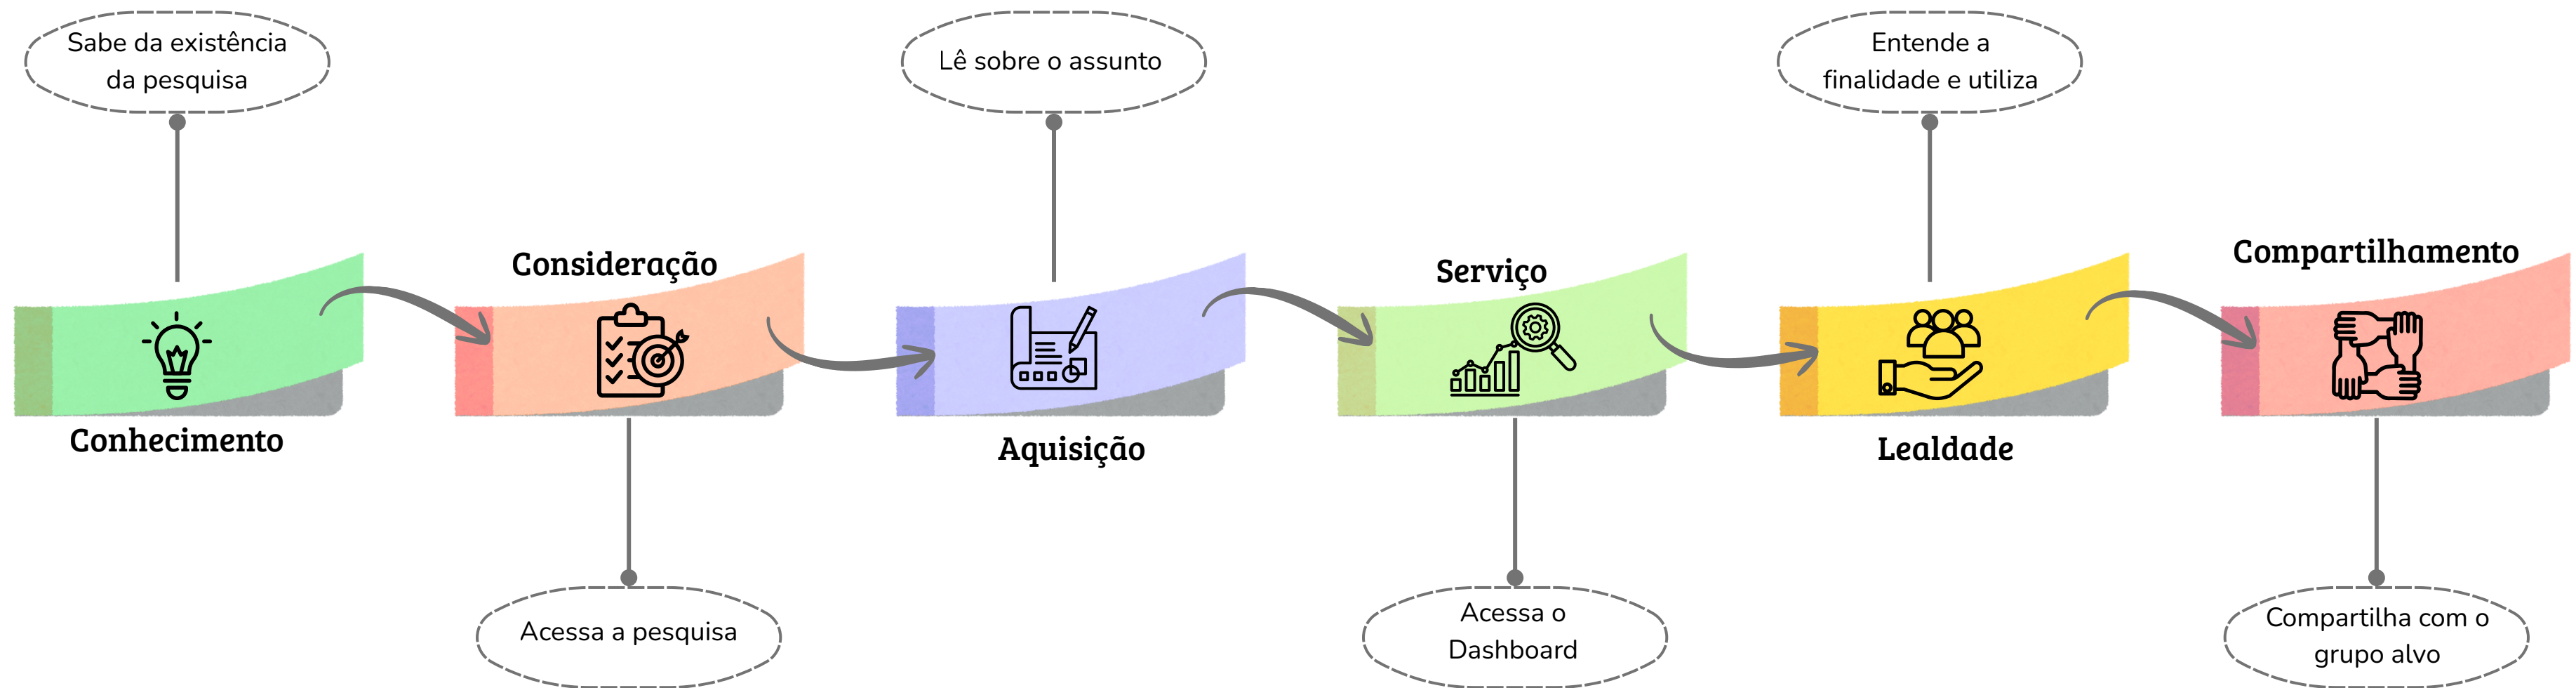 Sabe da existência
da pesquisa
Conhecimento
Consideração
Acessa a pesquisa
Lê sobre o assunto
Aquisição
Serviço
Acessa o
Dashboard
Entende a
finalidade e utiliza
Lealdade
Compartilhamento
Compartilha com o
grupo alvo